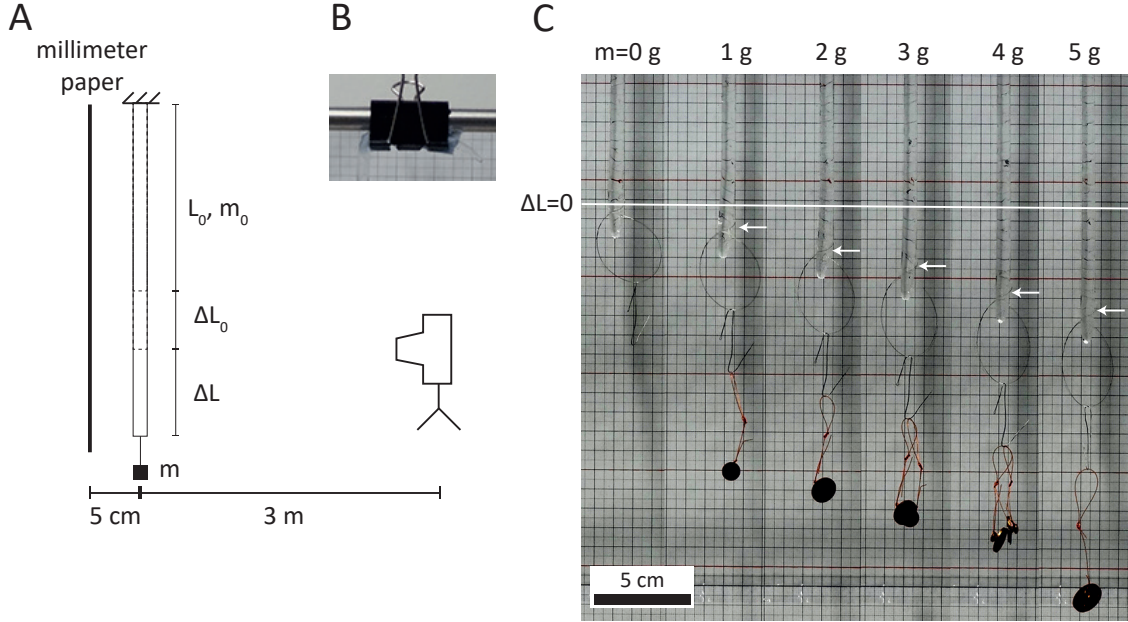 A
millimeter
paper
L₀, m₀
ΔL₀
ΔL
m
5 cm
3 m
B
C
m=0 g
1 g
2 g
3 g
4 g
5 g
ΔL=0
5 cm